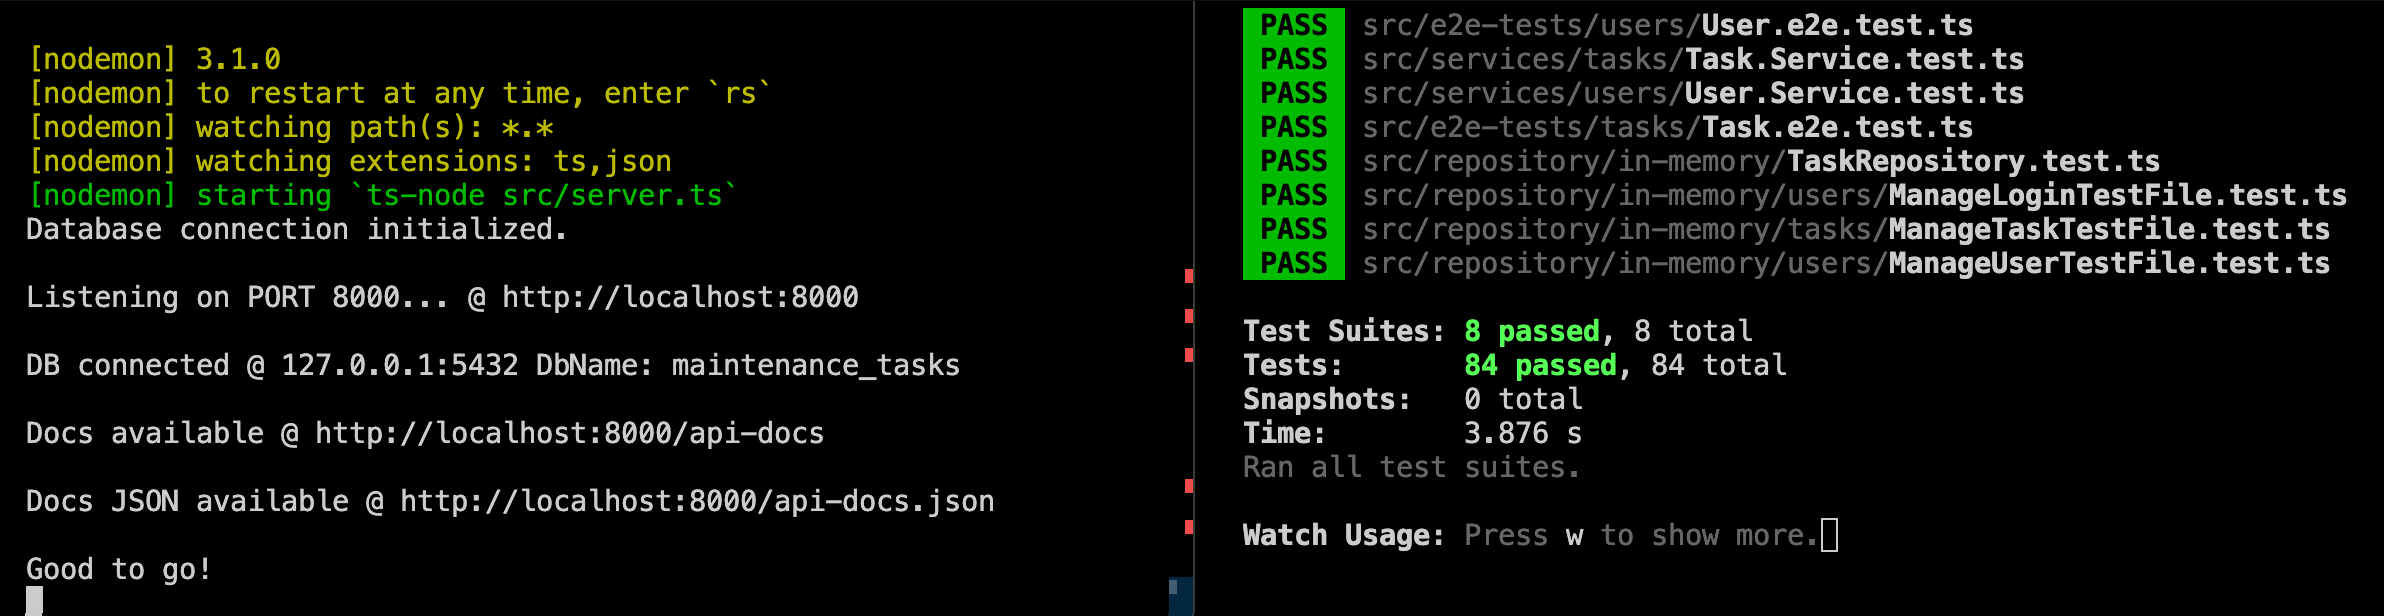 [nodemon] 3.1.0
[nodemon] to restart at any time, enter `rs`
[nodemon] watching path(s): *.*
[nodemon] watching extensions: ts,json
[nodemon] starting `ts-node src/server.ts`
Database connection initialized.
Listening on PORT 8000... @ http://localhost:8000
DB connected @ 127.0.0.1:5432 DbName: maintenance_tasks
Docs available @ http://localhost:8000/api-docs
Docs JSON available @ http://localhost:8000/api-docs.json
Good to go!
PASS src/e2e-tests/users/User.e2e.test.ts
PASS src/services/tasks/Task.Service.test.ts
PASS src/services/users/User.Service.test.ts
PASS src/e2e-tests/tasks/Task.e2e.test.ts
PASS src/repository/in-memory/TaskRepository.test.ts
PASS src/repository/in-memory/users/ManageLoginTestFile.test.ts
PASS src/repository/in-memory/tasks/ManageTaskTestFile.test.ts
PASS src/repository/in-memory/users/ManageUserTestFile.test.ts
Test Suites: 8 passed, 8 total
Tests: 84 passed, 84 total
Snapshots: 0 total
Time: 3.876 s
Ran all test suites.
Watch Usage: Press w to show more.